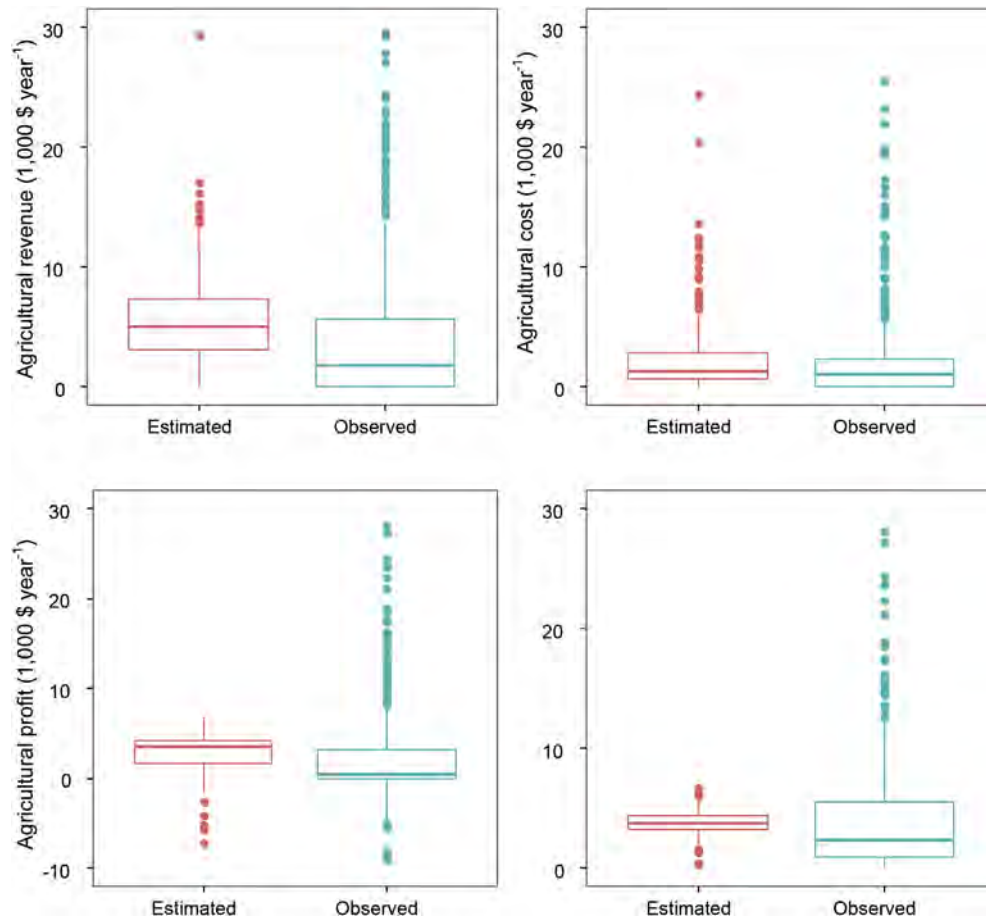 Agricultural revenue (1,000 $ year⁻¹)
30
20
10
0
Estimated Observed
Agricultural cost (1,000 $ year⁻¹)
30
20
10
0
Estimated Observed
Agricultural profit (1,000 $ year⁻¹)
30
20
10
0
-10
Estimated Observed
30
20
10
0
Estimated Observed